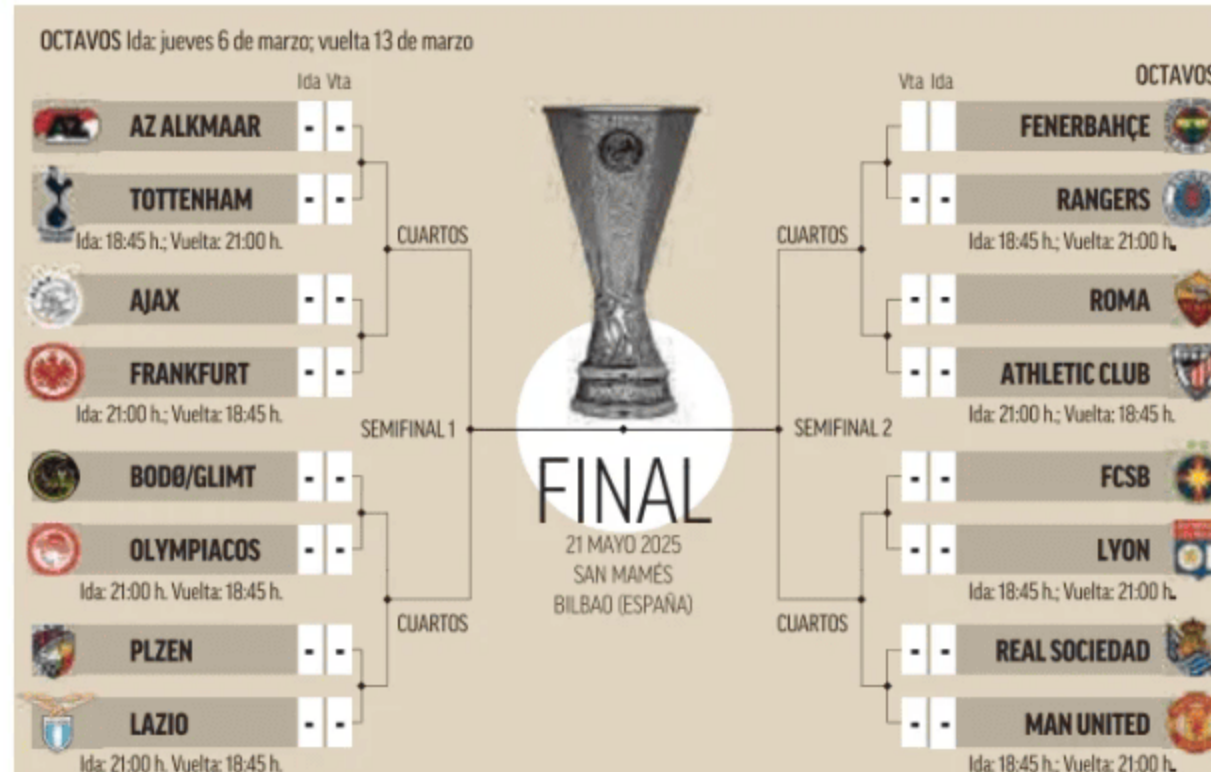 OCTAVOS Ida: jueves 6 de marzo; vuelta 13 de marzo
OCTAVOS
Ida Vta
Vta Ida
AZ ALKMAAR - -
TOTTENHAM - -
Ida: 18:45 h.; Vuelta: 21:00 h.
CUARTOS
AJAX - -
FRANKFURT - -
Ida: 21:00 h.; Vuelta: 18:45 h.
SEMIFINAL 1
BODØ/GLIMT - -
OLYMPIACOS - -
Ida: 21:00 h. Vuelta: 18:45 h.
CUARTOS
PLZEN - -
LAZIO - -
Ida: 21:00 h. Vuelta: 18:45 h.
FINAL
21 MAYO 2025
SAN MAMÉS
BILBAO (ESPAÑA)
FENERBAHÇE
- - RANGERS
Ida: 18:45 h.; Vuelta: 21:00 h.
CUARTOS
- - ROMA
- - ATHLETIC CLUB
Ida: 21:00 h.; Vuelta: 18:45 h.
SEMIFINAL 2
- - FCSB
- - LYON
Ida: 18:45 h.; Vuelta: 21:00 h.
CUARTOS
- - REAL SOCIEDAD
- - MAN UNITED
Ida: 18:45 h.; Vuelta: 21:00 h.
AZ